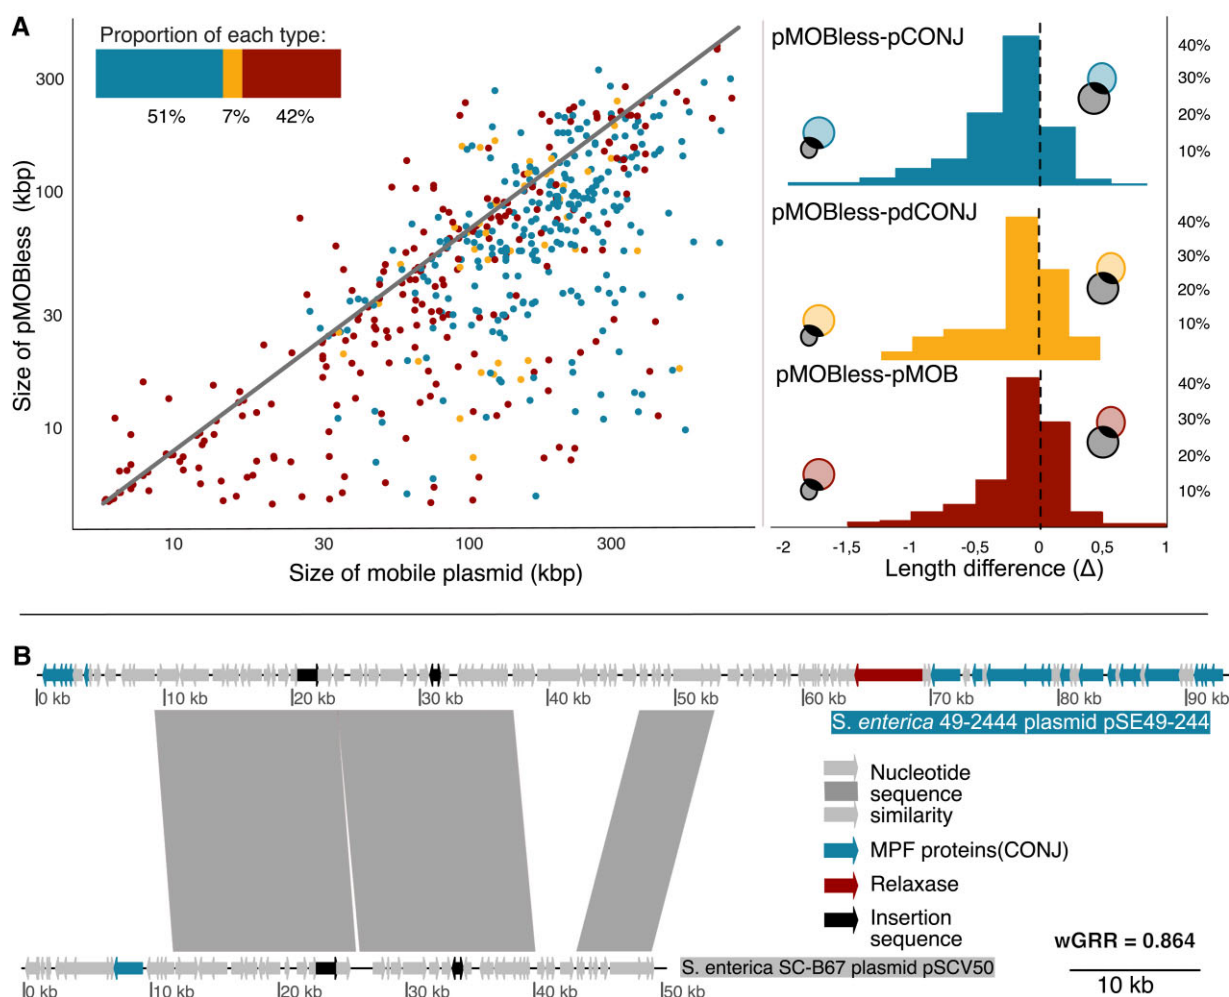 A
Proportion of each type:
51% 7% 42%
Size of pMOBless (kbp)
300
100
30
10
10 30 100 300
Size of mobile plasmid (kbp)
pMOBless-pCONJ
40%
30%
20%
10%
pMOBless-pdCONJ
40%
30%
20%
10%
pMOBless-pMOB
40%
30%
20%
10%
-2 -1,5 -1 0 0,5 1
Length difference (Δ)
B
0 kb 10 kb 20 kb 30 kb 40 kb 50 kb 60 kb 70 kb 80 kb 90 kb
S. enterica 49-2444 plasmid pSE49-244
Nucleotide
sequence
similarity
MPF proteins(CONJ)
Relaxase
Insertion
sequence
wGRR = 0.864
10 kb
S. enterica SC-B67 plasmid pSCV50
0 kb 10 kb 20 kb 30 kb 40 kb 50 kb